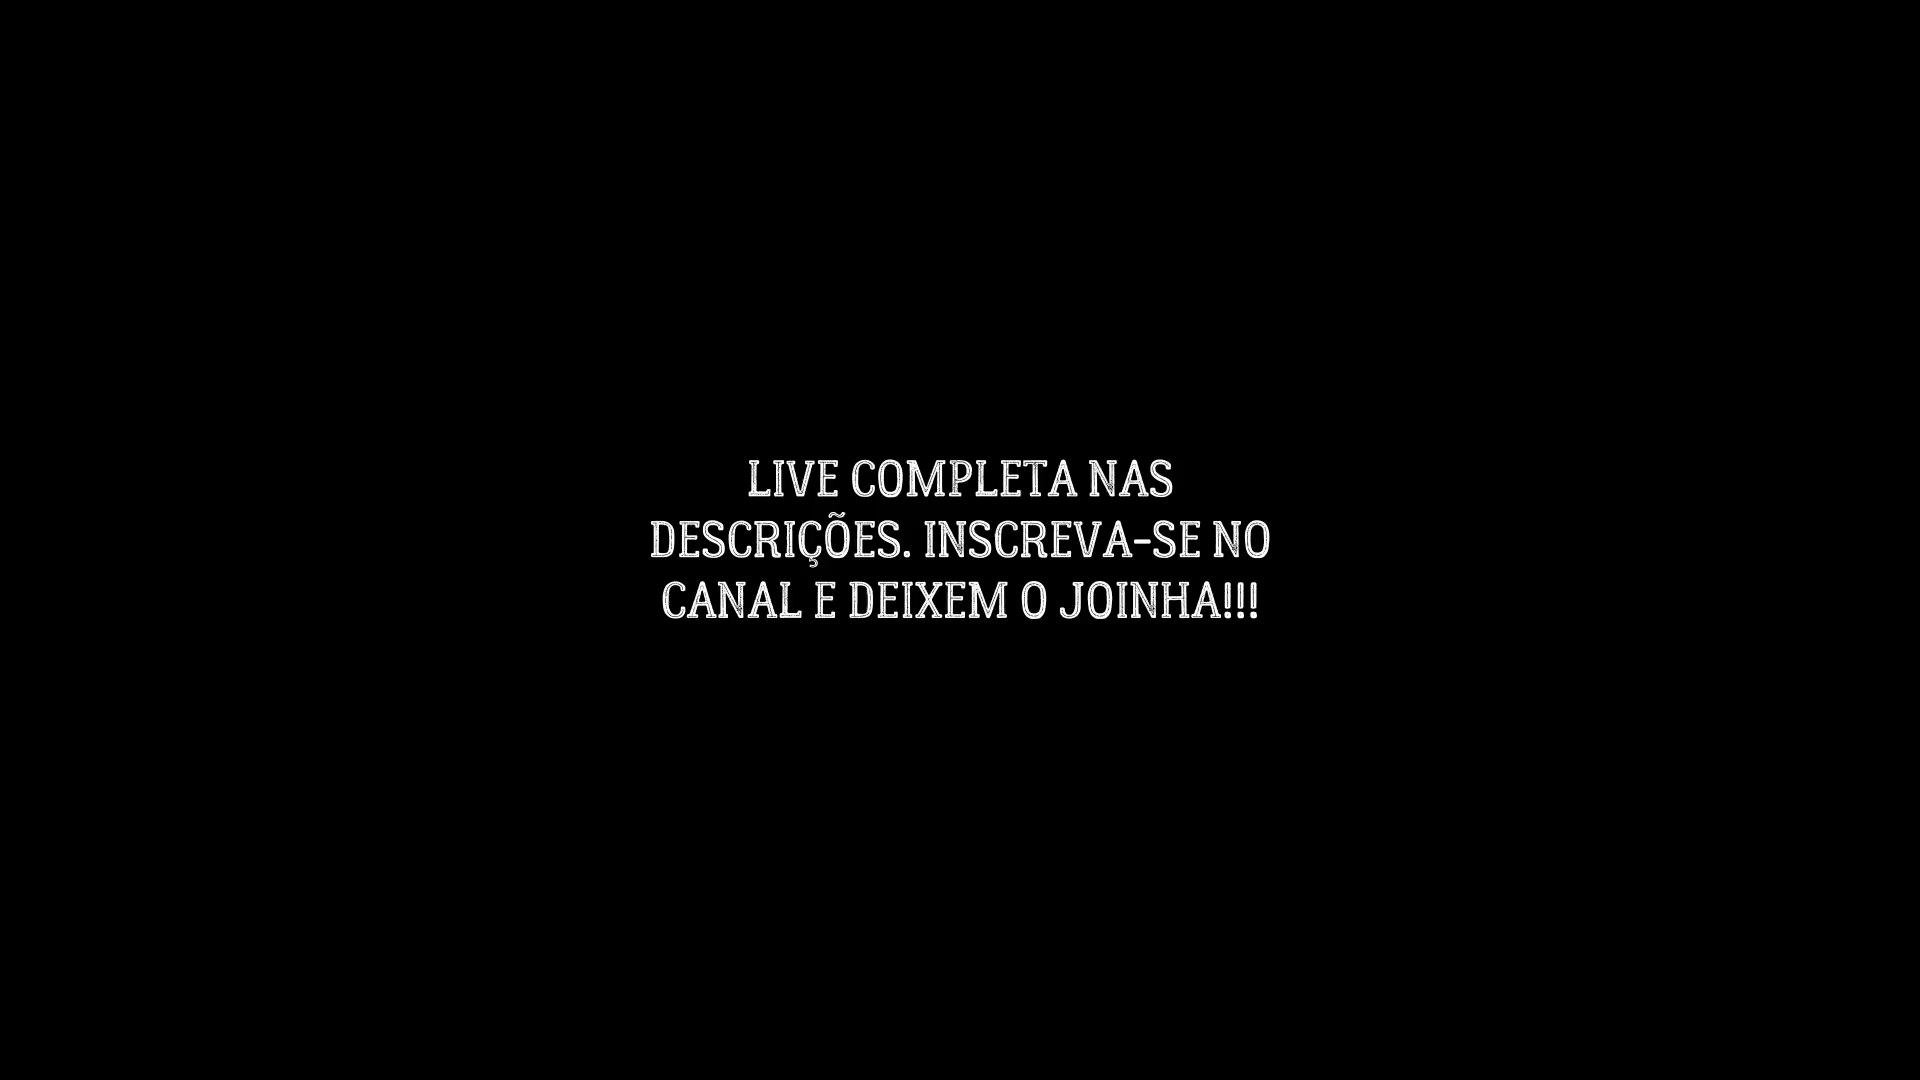 LIVE COMPLETA NAS
DESCRIÇÕES. INSCREVA-SE NO
CANAL E DEIXEM O JOINHA!!!